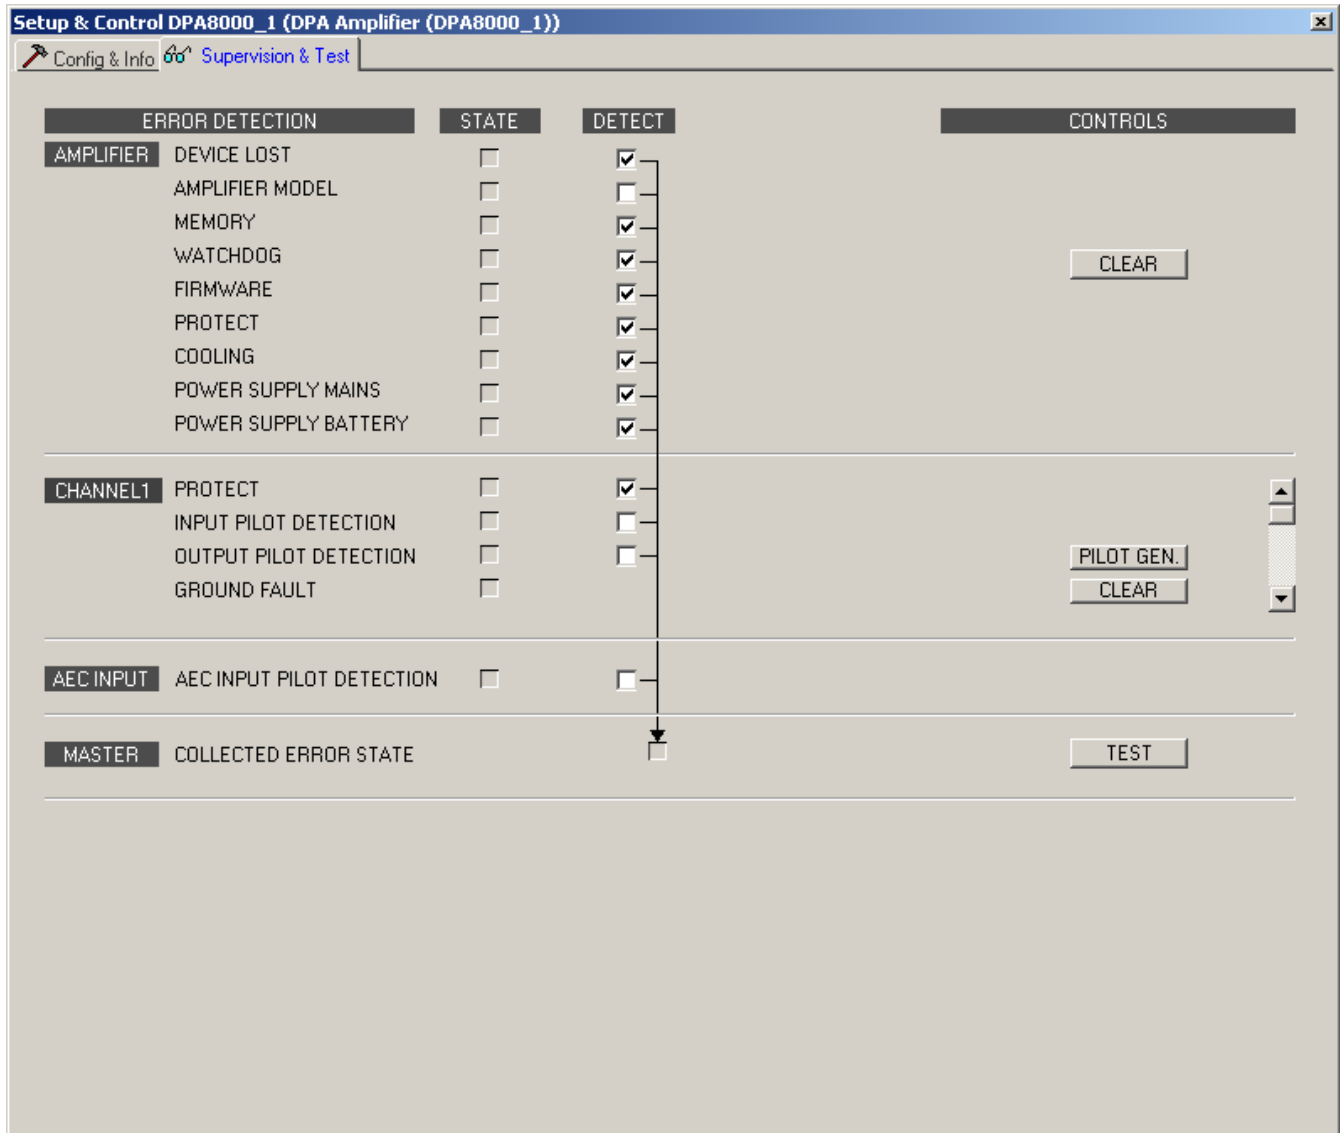 Setup & Control DPA8000_1 (DPA Amplifier (DPA8000_1))
Config & Info Supervision & Test
ERROR DETECTION STATE DETECT CONTROLS
AMPLIFIER DEVICE LOST
AMPLIFIER MODEL
MEMORY
WATCHDOG CLEAR
FIRMWARE
PROTECT
COOLING
POWER SUPPLY MAINS
POWER SUPPLY BATTERY
CHANNEL1 PROTECT
INPUT PILOT DETECTION
OUTPUT PILOT DETECTION PILOT GEN.
GROUND FAULT CLEAR
AEC INPUT AEC INPUT PILOT DETECTION
MASTER COLLECTED ERROR STATE TEST